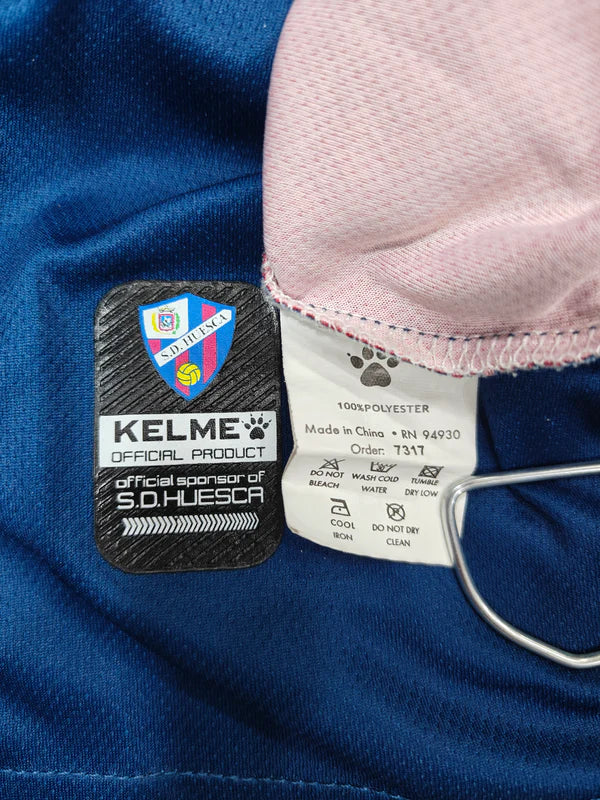 S.D. HUESCA
KELME
OFFICIAL PRODUCT
official sponsor of
S.D.HUESCA
100%POLYESTER
Made in China • RN 94930
Order: 7317
DO NOT BLEACH
WASH COLD WATER
TUMBLE DRY LOW
COOL IRON
DO NOT DRY CLEAN